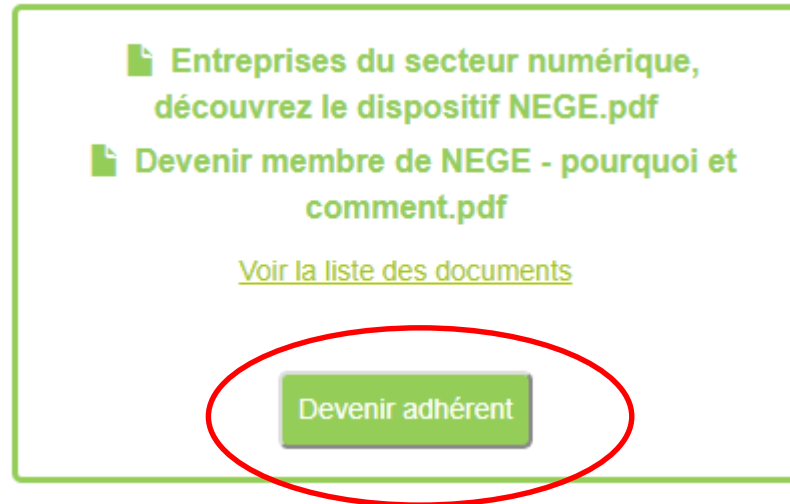 Entreprises du secteur numérique,
découvrez le dispositif NEGE.pdf
Devenir membre de NEGE - pourquoi et
comment.pdf
Voir la liste des documents
Devenir adhérent